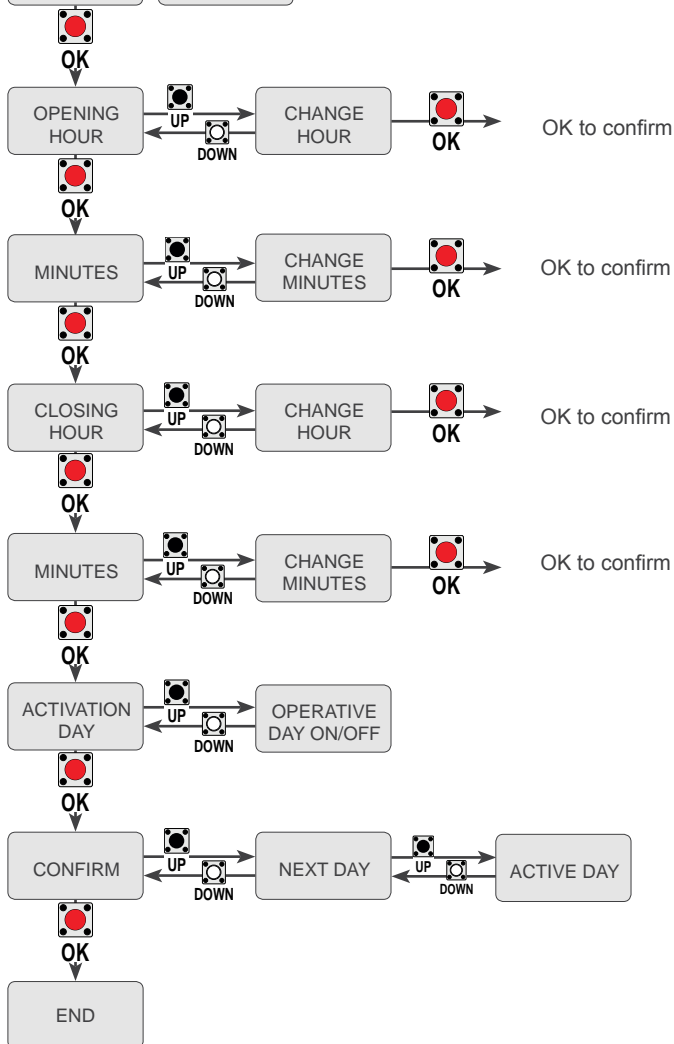 OK
OPENING
HOUR
UP
DOWN
CHANGE
HOUR
OK
OK to confirm
OK
MINUTES
UP
DOWN
CHANGE
MINUTES
OK
OK to confirm
OK
CLOSING
HOUR
UP
DOWN
CHANGE
HOUR
OK
OK to confirm
OK
MINUTES
UP
DOWN
CHANGE
MINUTES
OK
OK to confirm
OK
ACTIVATION
DAY
UP
DOWN
OPERATIVE
DAY ON/OFF
OK
CONFIRM
UP
DOWN
NEXT DAY
UP
DOWN
ACTIVE DAY
OK
END